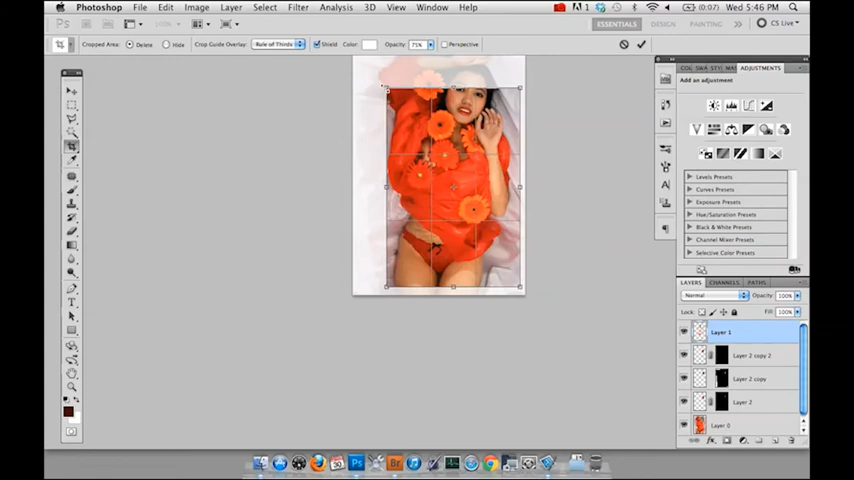 Photoshop File Edit Image Layer Select Filter Analysis 3D View Window Help
(0:07) Wed 5:46 PM
100%
ESSENTIALS DESIGN PAINTING CS Live
Cropped Area: Delete Hide Crop Guide Overlay: Rule of Thirds Shield Color: Opacity: 75% Perspective
ADJUSTMENTS
Add an adjustment
Levels Presets
Curves Presets
Exposure Presets
Hue/Saturation Presets
Black & White Presets
Channel Mixer Presets
Selective Color Presets
LAYERS CHANNELS PATHS
Normal Opacity: 100%
Lock: Fill: 100%
Layer 1
Layer 2 copy 2
Layer 2 copy
Layer 2
Layer 0